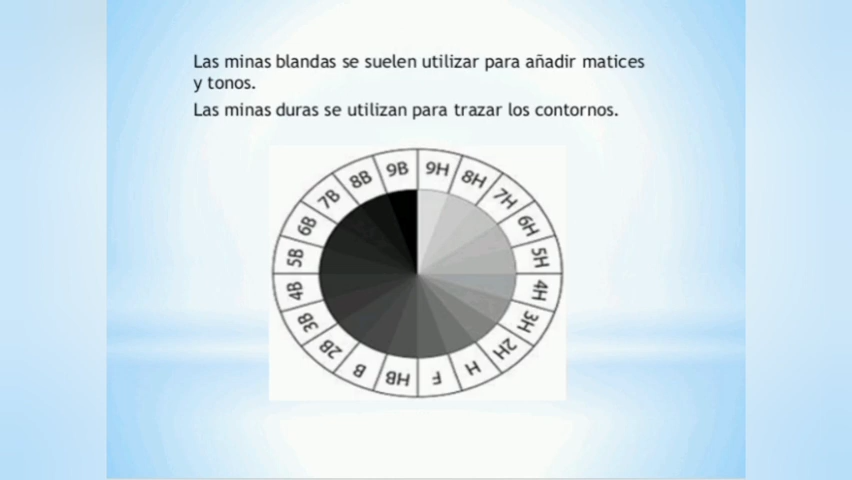 Las minas blandas se suelen utilizar para añadir matices
y tonos.
Las minas duras se utilizan para trazar los contornos.
9H
8H
7H
6H
5H
4H
3H
2H
H
F
HB
B
2B
3B
4B
5B
6B
7B
8B
9B